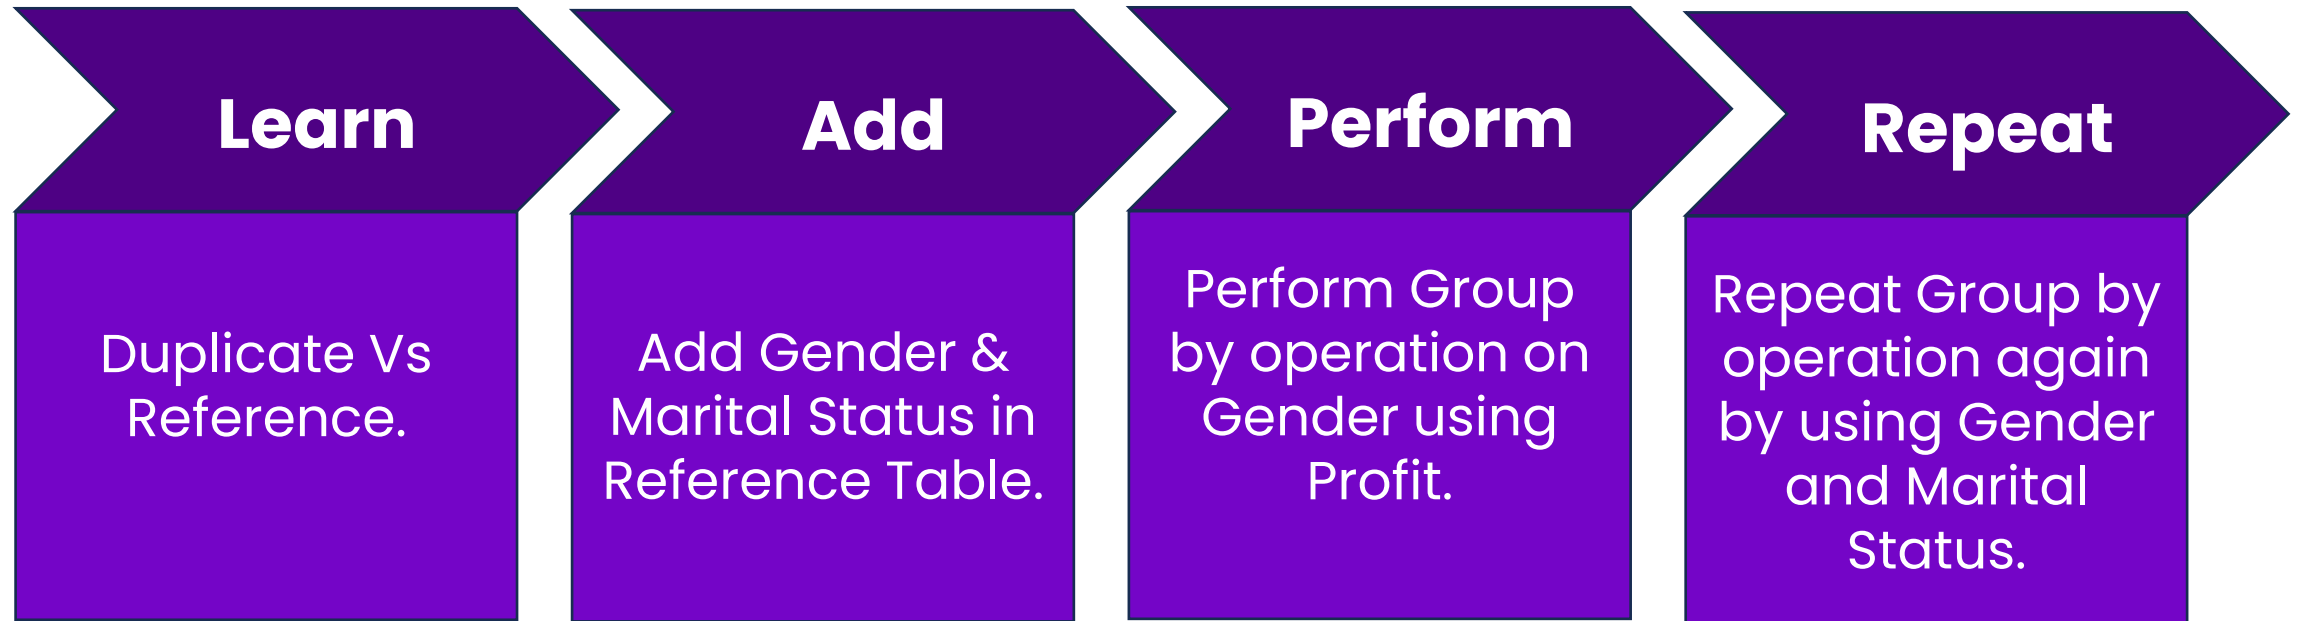 Learn
Duplicate Vs
Reference.
Add
Add Gender &
Marital Status in
Reference Table.
Perform
Perform Group
by operation on
Gender using
Profit.
Repeat
Repeat Group by
operation again
by using Gender
and Marital
Status.